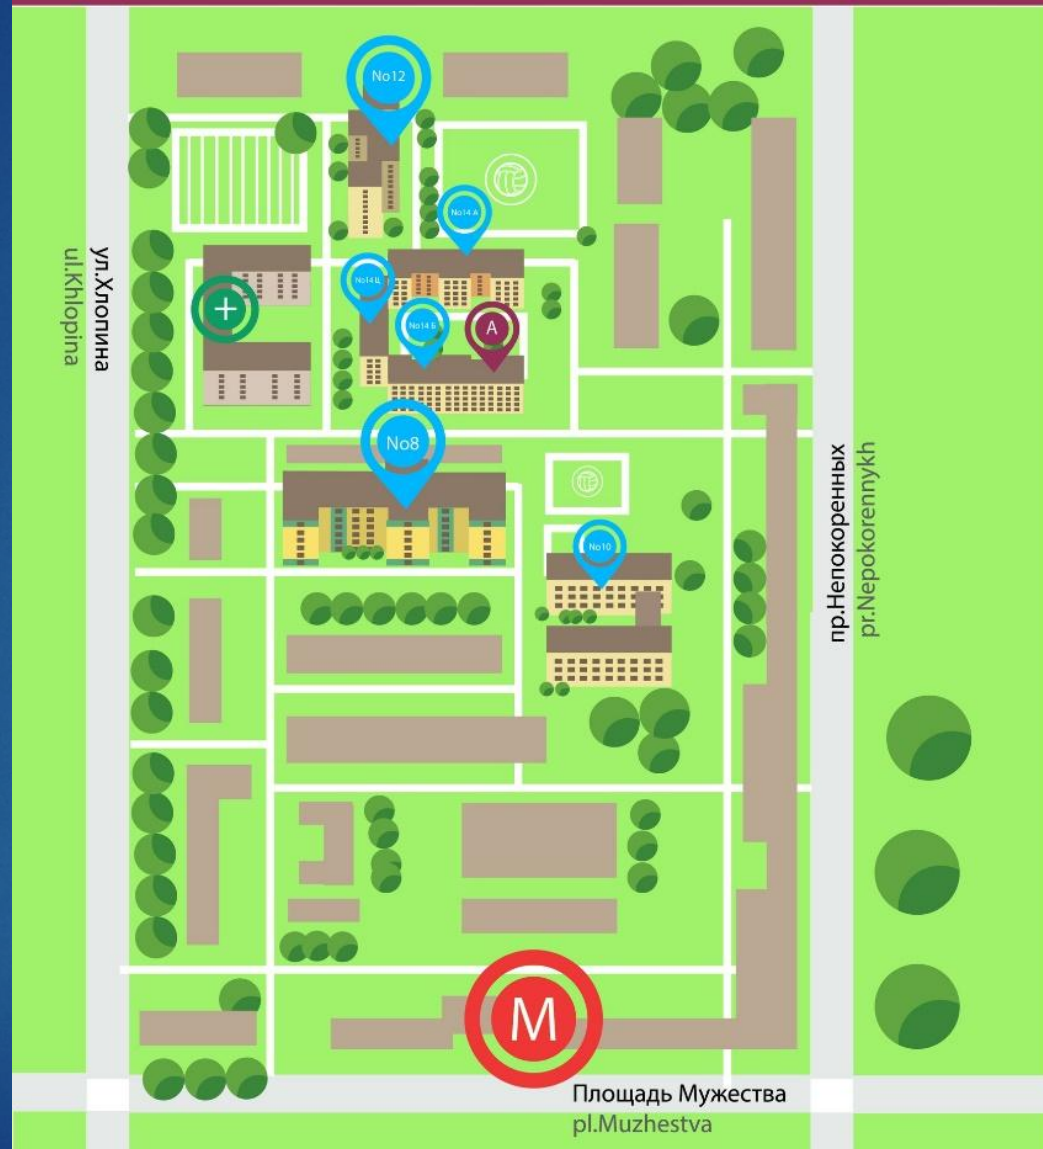 No12
No14 А
ул.Хлопина
ul.Khlopina
No14 Ц
+
No14 Б
А
No8
пр.Непокоренных
pr.Nepokorennykh
No10
М
Площадь Мужества
pl.Muzhestva